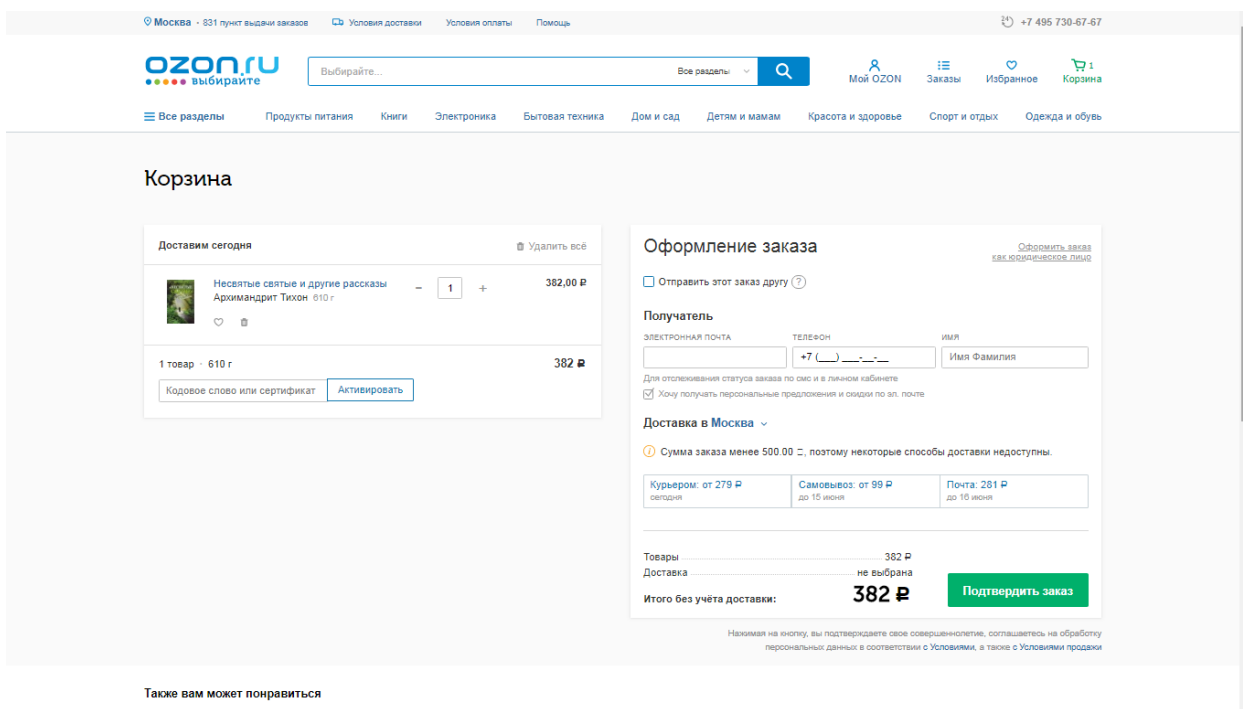 Москва · 831 пункт выдачи заказов Условия доставки Условия оплаты Помощь 24 +7 495 730-67-67
ozon.ru
выбирайте
Выбирайте... Все разделы
Мой OZON Заказы Избранное 1 Корзина
Все разделы Продукты питания Книги Электроника Бытовая техника Дом и сад Детям и мамам Красота и здоровье Спорт и отдых Одежда и обувь
Корзина
Доставим сегодня Удалить всё
Несвятые святые и другие рассказы − 1 + 382,00 ₽
Архимандрит Тихон 610 г
1 товар · 610 г 382 ₽
Кодовое слово или сертификат Активировать
Оформление заказа
Оформить заказ
как юридическое лицо
Отправить этот заказ другу ?
Получатель
ЭЛЕКТРОННАЯ ПОЧТА ТЕЛЕФОН ИМЯ
+7 (___) ___-__-__ Имя Фамилия
Для отслеживания статуса заказа по смс и в личном кабинете
Хочу получать персональные предложения и скидки по эл. почте
Доставка в Москва
Сумма заказа менее 500.00 , поэтому некоторые способы доставки недоступны.
Курьером: от 279 ₽ Самовывоз: от 99 ₽ Почта: 281 ₽
сегодня до 15 июня до 16 июня
Товары 382 ₽
Доставка не выбрана
Итого без учёта доставки: 382 ₽
Подтвердить заказ
Нажимая на кнопку, вы подтверждаете свое совершеннолетие, соглашаетесь на обработку
персональных данных в соответствии с Условиями, а также с Условиями продажи
Также вам может понравиться